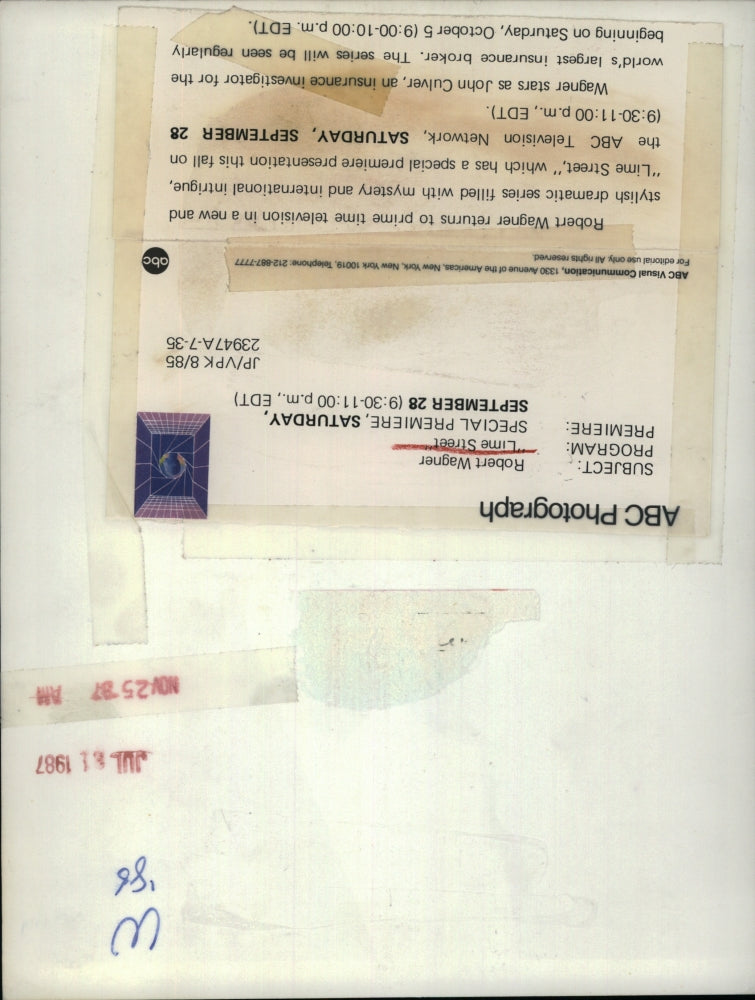 ABC Photograph
SUBJECT: Robert Wagner
PROGRAM: "Lime Street"
PREMIERE: SPECIAL PREMIERE, SATURDAY,
SEPTEMBER 28 (9:30-11:00 p.m., EDT)
JP/VPK 8/85
23947A-7-35
ABC Visual Communication, 1330 Avenue of the Americas, New York, New York 10019, Telephone: 212-887-7777
For editorial use only. All rights reserved.
abc
Robert Wagner returns to prime time television in a new and
stylish dramatic series filled with mystery and international intrigue,
"Lime Street," which has a special premiere presentation this fall on
the ABC Television Network, SATURDAY, SEPTEMBER 28
(9:30-11:00 p.m., EDT).
Wagner stars as John Culver, an insurance investigator for the
world's largest insurance broker. The series will be seen regularly
beginning on Saturday, October 5 (9:00-10:00 p.m. EDT).
NOV 25 87 AM
JUL 1987
'85